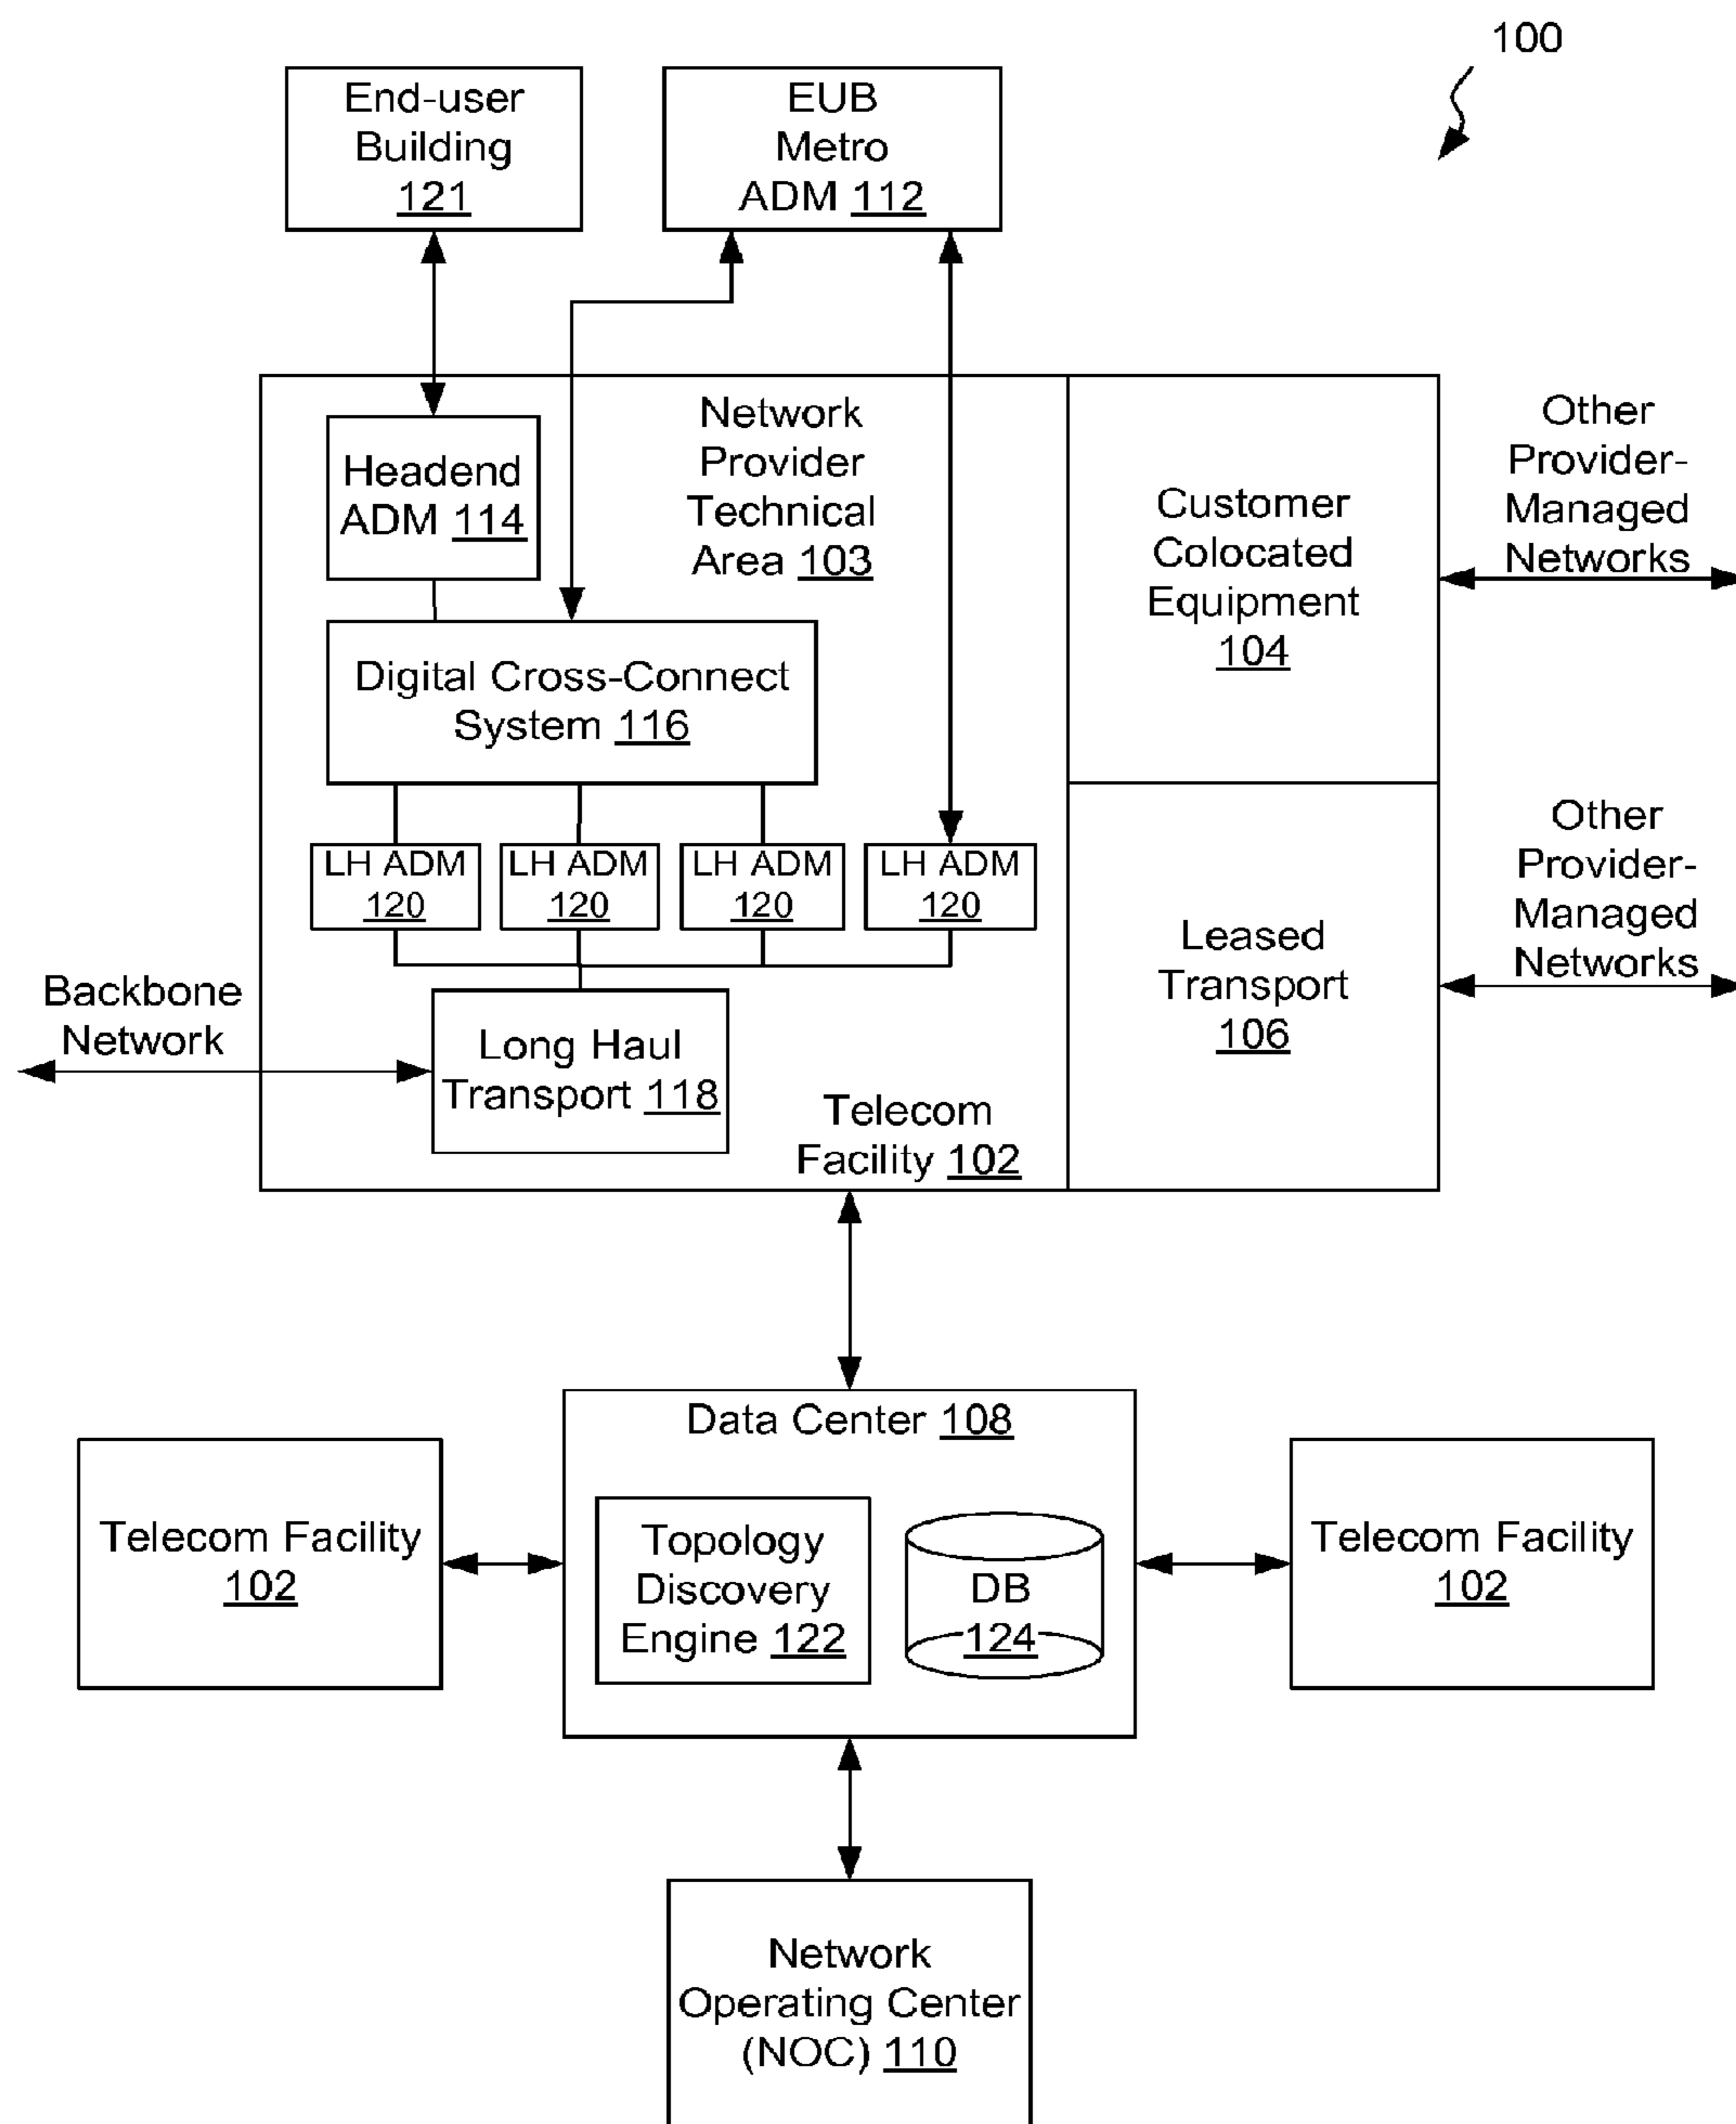 100
End-user
Building
121
EUB
Metro
ADM 112
Network
Provider
Technical
Area 103
Headend
ADM 114
Customer
Colocated
Equipment
104
Other
Provider-
Managed
Networks
Digital Cross-Connect
System 116
LH ADM
120
LH ADM
120
LH ADM
120
LH ADM
120
Leased
Transport
106
Other
Provider-
Managed
Networks
Backbone
Network
Long Haul
Transport 118
Telecom
Facility 102
Data Center 108
Telecom Facility
102
Topology
Discovery
Engine 122
DB
124
Telecom Facility
102
Network
Operating Center
(NOC) 110